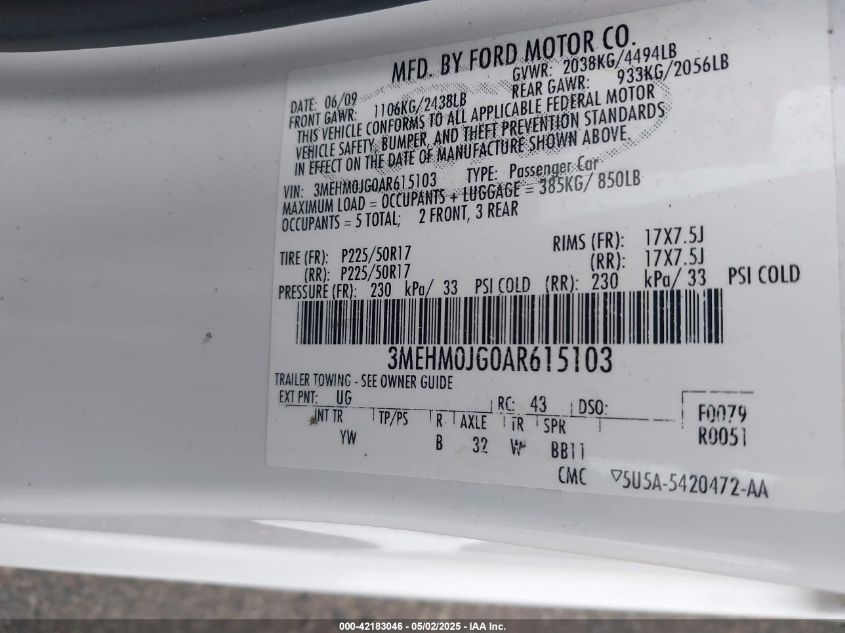 MFD. BY FORD MOTOR CO.
DATE: 06/09 GVWR: 2038KG/4494LB
FRONT GAWR: 1106KG/2438LB REAR GAWR: 933KG/2056LB
THIS VEHICLE CONFORMS TO ALL APPLICABLE FEDERAL MOTOR
VEHICLE SAFETY, BUMPER, AND THEFT PREVENTION STANDARDS
IN EFFECT ON THE DATE OF MANUFACTURE SHOWN ABOVE.
VIN: 3MEHM0JG0AR615103 TYPE: Passenger Car
MAXIMUM LOAD = OCCUPANTS + LUGGAGE = 385KG/ 850LB
OCCUPANTS = 5 TOTAL; 2 FRONT, 3 REAR
TIRE (FR): P225/50R17 RIMS (FR): 17X7.5J
(RR): P225/50R17 (RR): 17X7.5J
PRESSURE (FR): 230 kPa/ 33 PSI COLD (RR): 230 kPa/ 33 PSI COLD
3MEHM0JG0AR615103
TRAILER TOWING - SEE OWNER GUIDE
EXT PNT: UG RC: 43 DSO: F0079
INT TR TP/PS R AXLE TR SPR R0051
YW B 32 W BB11
CMC 5U5A-5420472-AA
000-42183046 - 05/02/2025 - IAA Inc.